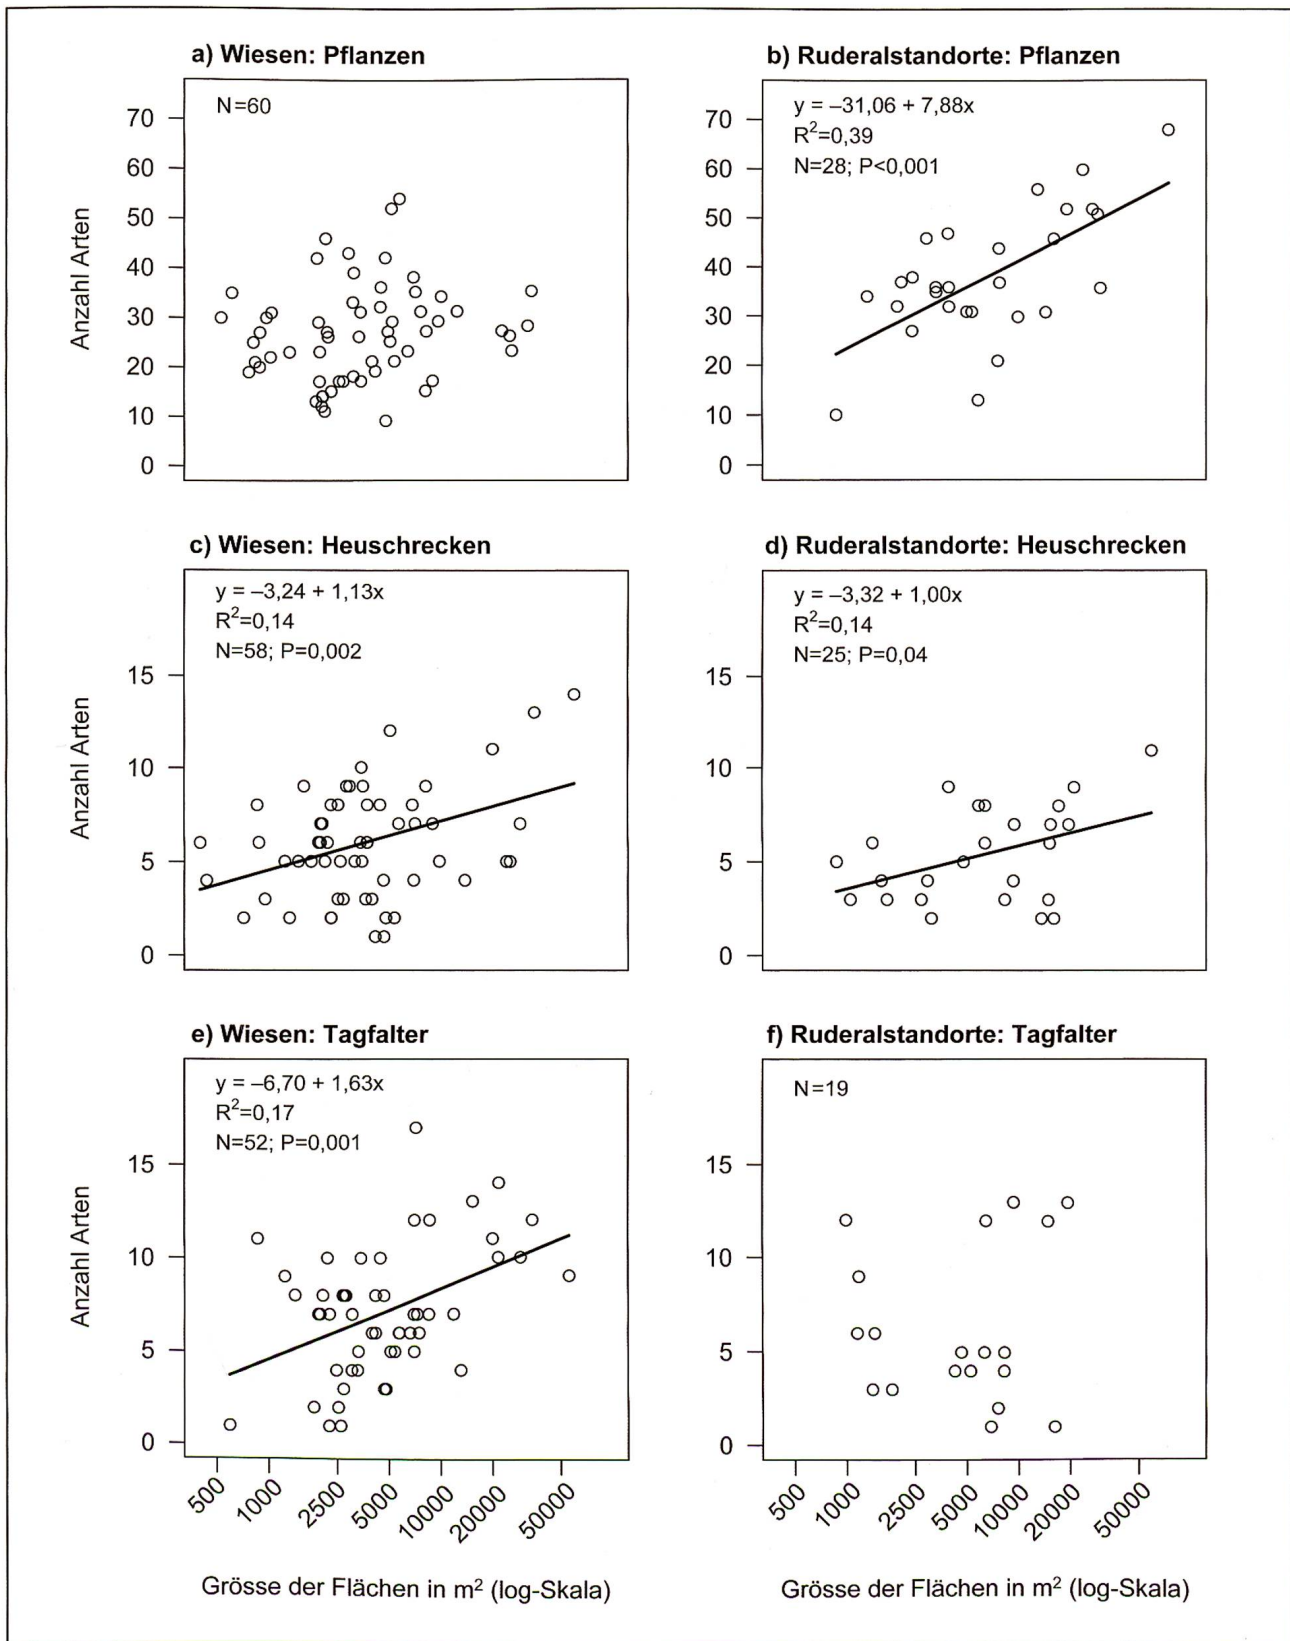 a) Wiesen: Pflanzen
N=60
70
60
50
40
30
20
10
0
Anzahl Arten
b) Ruderalstandorte: Pflanzen
y = –31,06 + 7,88x
R²=0,39
N=28; P<0,001
70
60
50
40
30
20
10
0
c) Wiesen: Heuschrecken
y = –3,24 + 1,13x
R²=0,14
N=58; P=0,002
15
10
5
0
Anzahl Arten
d) Ruderalstandorte: Heuschrecken
y = –3,32 + 1,00x
R²=0,14
N=25; P=0,04
15
10
5
0
e) Wiesen: Tagfalter
y = –6,70 + 1,63x
R²=0,17
N=52; P=0,001
15
10
5
0
Anzahl Arten
500 1000 2500 5000 10000 20000 50000
Grösse der Flächen in m² (log-Skala)
f) Ruderalstandorte: Tagfalter
N=19
15
10
5
0
500 1000 2500 5000 10000 20000 50000
Grösse der Flächen in m² (log-Skala)